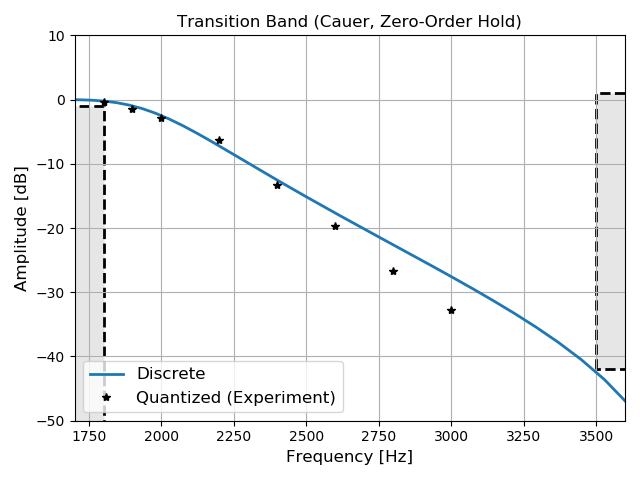 Transition Band (Cauer, Zero-Order Hold)
Amplitude [dB]
10
0
−10
−20
−30
−40
−50
Discrete
Quantized (Experiment)
1750 2000 2250 2500 2750 3000 3250 3500
Frequency [Hz]